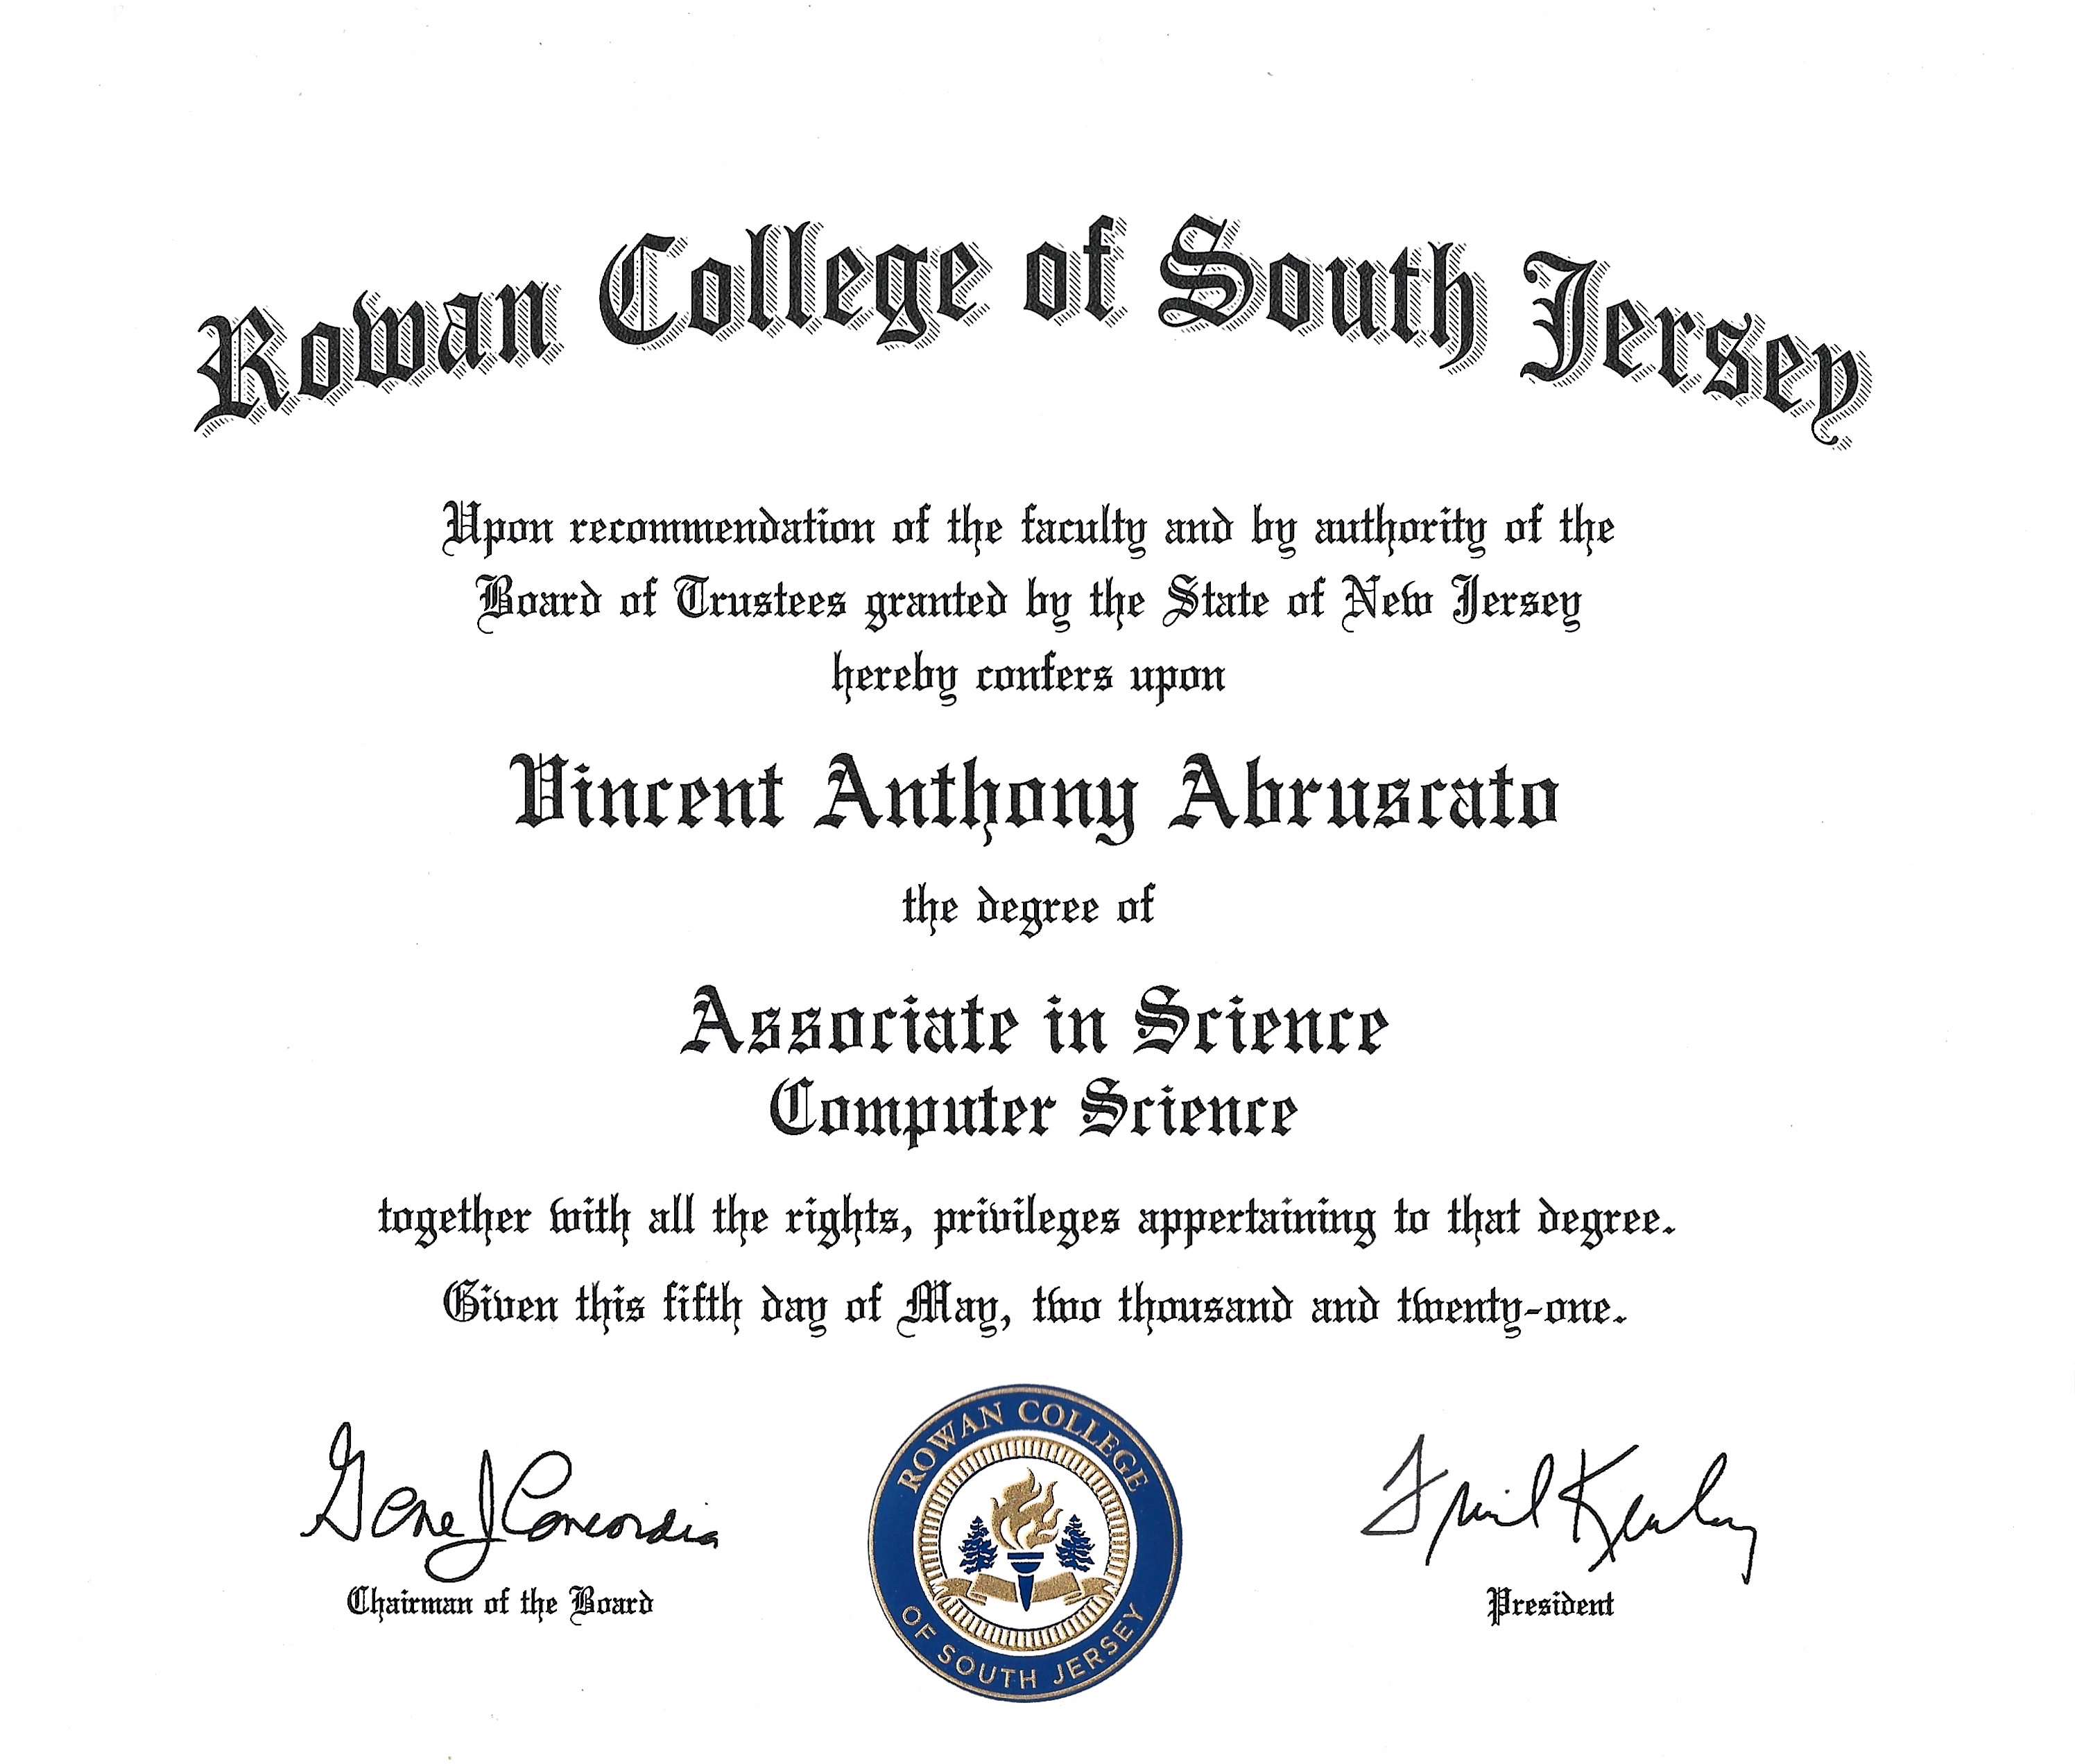 Rowan College of South Jersey
Upon recommendation of the faculty and by authority of the
Board of Trustees granted by the State of New Jersey
hereby confers upon
Vincent Anthony Abruscato
the degree of
Associate in Science
Computer Science
together with all the rights, privileges appertaining to that degree.
Given this fifth day of May, two thousand and twenty-one.
Gene J Concordia
Chairman of the Board
ROWAN COLLEGE
OF SOUTH JERSEY
President